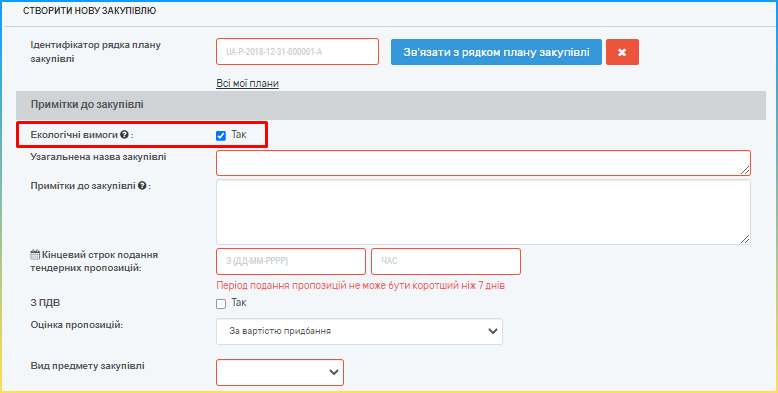 СТВОРИТИ НОВУ ЗАКУПІВЛЮ
Ідентифікатор рядка плану закупівлі
UA-P-2018-12-31-000001-A
Зв'язати з рядком плану закупівлі
Всі мої плани
Примітки до закупівлі
Екологічні вимоги :
Так
Узагальнена назва закупівлі
Примітки до закупівлі :
Кінцевий строк подання тендерних пропозицій:
З (ДД-ММ-РРРР)
ЧАС
Період подання пропозицій не може бути коротший ніж 7 днів
З ПДВ
Так
Оцінка пропозицій:
За вартістю придбання
Вид предмету закупівлі